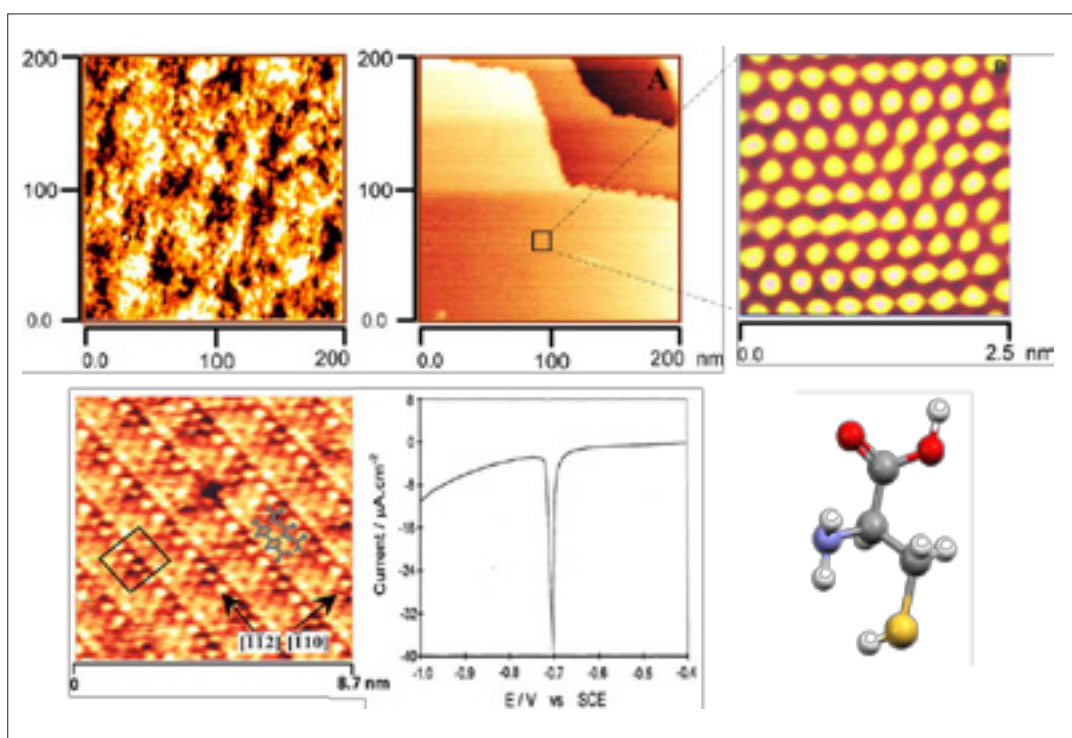 200
100
0.0
0.0 100 200
200
100
0.0
A
0.0 100 200 nm
B
0.0 2.5 nm
[112] [110]
0 8.7 nm
Current / µA.cm-2
8
0
-8
-16
-24
-32
-40
-1.0 -0.9 -0.8 -0.7 -0.6 -0.5 -0.4
E / V vs SCE